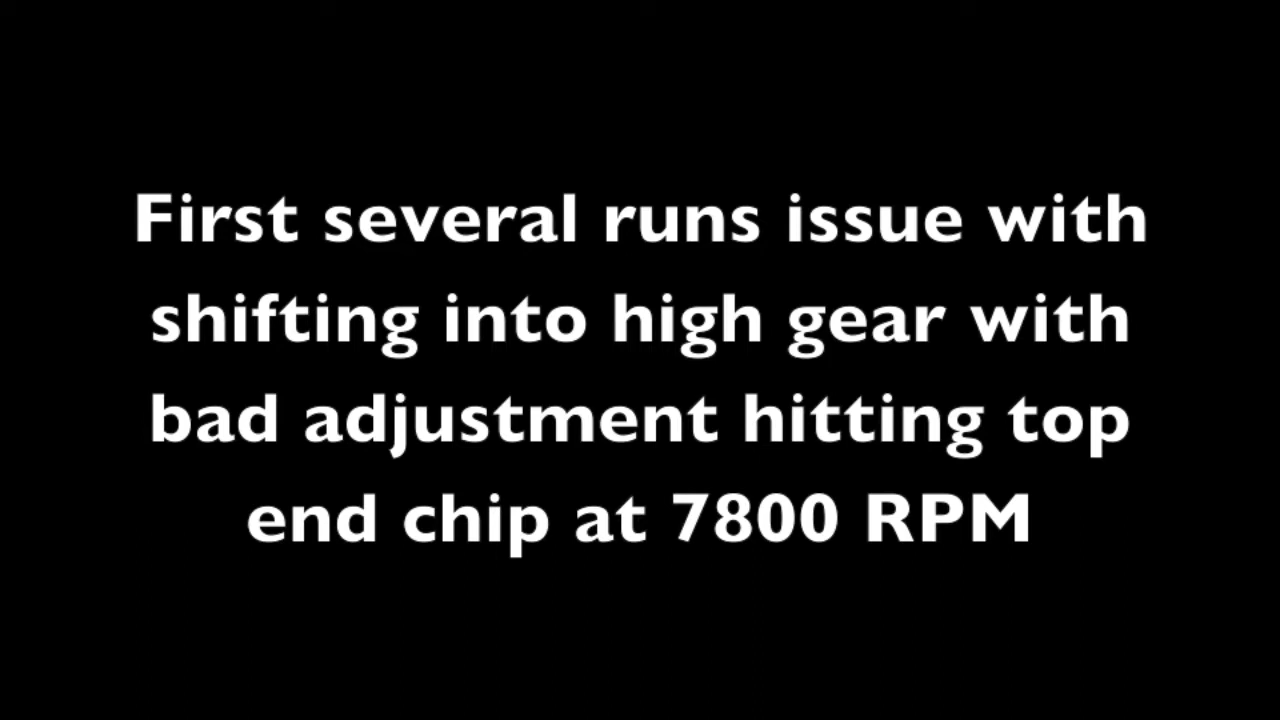 First several runs issue with
shifting into high gear with
bad adjustment hitting top
end chip at 7800 RPM